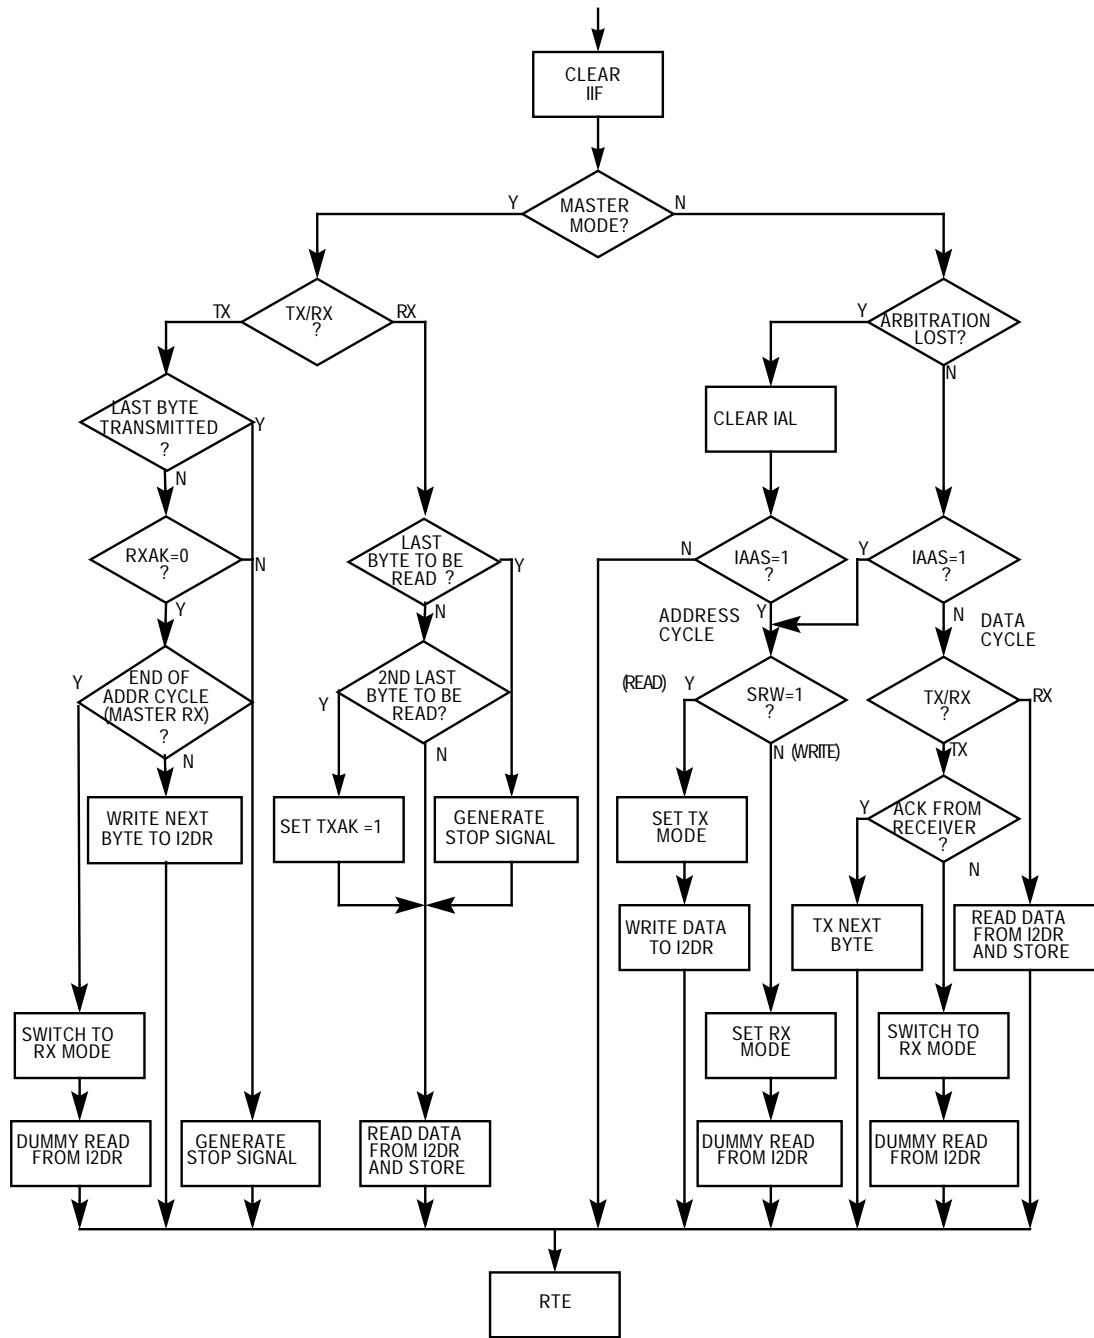 CLEAR
IIF
MASTER
MODE?
Y
N
TX/RX
?
TX
RX
ARBITRATION
LOST?
Y
N
LAST BYTE
TRANSMITTED
?
Y
N
CLEAR IAL
RXAK=0
?
N
Y
LAST
BYTE TO BE
READ ?
Y
N
IAAS=1
?
N
Y
IAAS=1
?
Y
N
ADDRESS
CYCLE
DATA
CYCLE
END OF
ADDR CYCLE
(MASTER RX)
?
Y
N
2ND LAST
BYTE TO BE
READ?
Y
N
(READ)
Y
SRW=1
?
N (WRITE)
TX/RX
?
RX
TX
WRITE NEXT
BYTE TO I2DR
SET TXAK =1
GENERATE
STOP SIGNAL
SET TX
MODE
Y
ACK FROM
RECEIVER
?
N
WRITE DATA
TO I2DR
TX NEXT
BYTE
READ DATA
FROM I2DR
AND STORE
SWITCH TO
RX MODE
SET RX
MODE
SWITCH TO
RX MODE
DUMMY READ
FROM I2DR
GENERATE
STOP SIGNAL
READ DATA
FROM I2DR
AND STORE
DUMMY READ
FROM I2DR
DUMMY READ
FROM I2DR
RTE